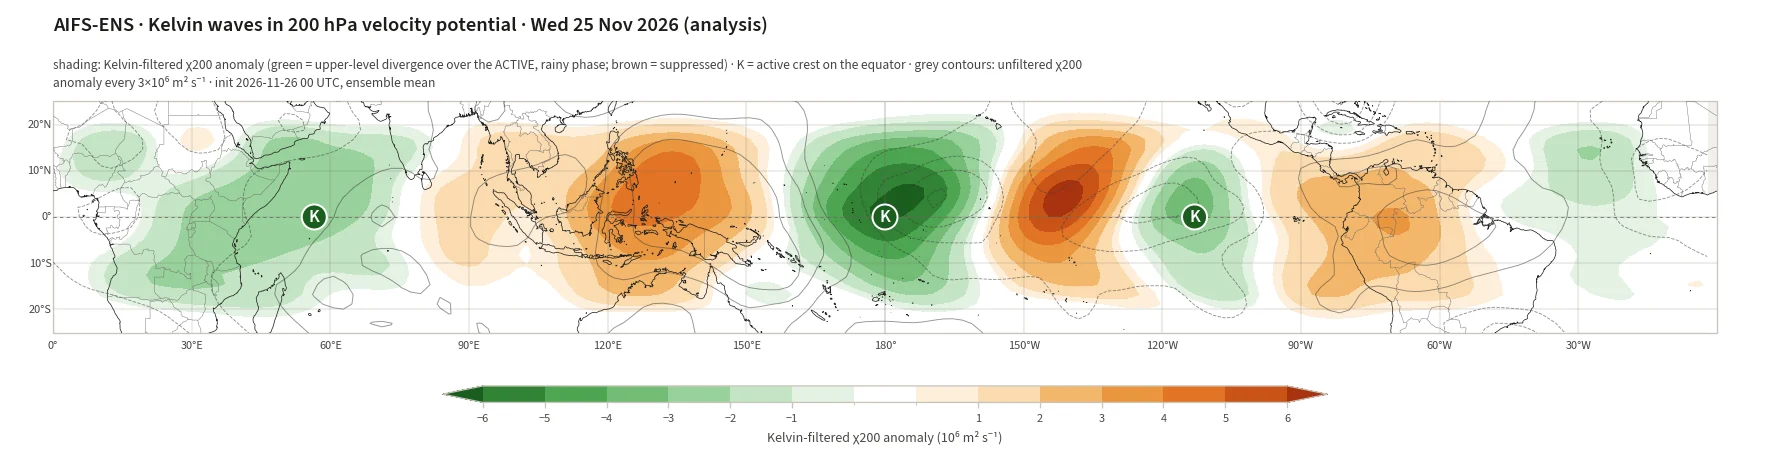 AIFS-ENS · Kelvin waves in 200 hPa velocity potential · Wed 25 Nov 2026 (analysis)
shading: Kelvin-filtered χ200 anomaly (green = upper-level divergence over the ACTIVE, rainy phase; brown = suppressed) · K = active crest on the equator · grey contours: unfiltered χ200
anomaly every 3×10⁶ m² s⁻¹ · init 2026-11-26 00 UTC, ensemble mean
20°N
10°N
0°
10°S
20°S
K K K
0° 30°E 60°E 90°E 120°E 150°E 180° 150°W 120°W 90°W 60°W 30°W
−6 −5 −4 −3 −2 −1 1 2 3 4 5 6
Kelvin-filtered χ200 anomaly (10⁶ m² s⁻¹)